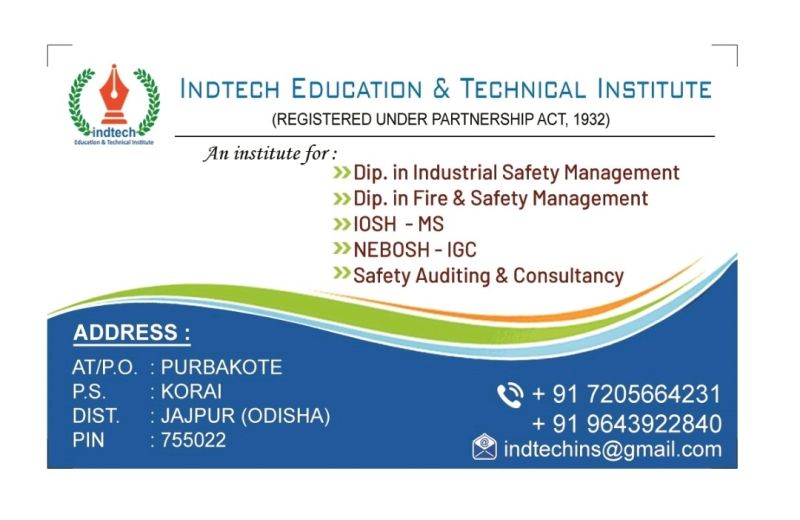 indtech
Education & Technical Institute
INDTECH EDUCATION & TECHNICAL INSTITUTE
(REGISTERED UNDER PARTNERSHIP ACT, 1932)
An institute for :
Dip. in Industrial Safety Management
Dip. in Fire & Safety Management
IOSH - MS
NEBOSH - IGC
Safety Auditing & Consultancy
ADDRESS :
AT/P.O. : PURBAKOTE
P.S. : KORAI
DIST. : JAJPUR (ODISHA)
PIN : 755022
+ 91 7205664231
+ 91 9643922840
indtechins@gmail.com